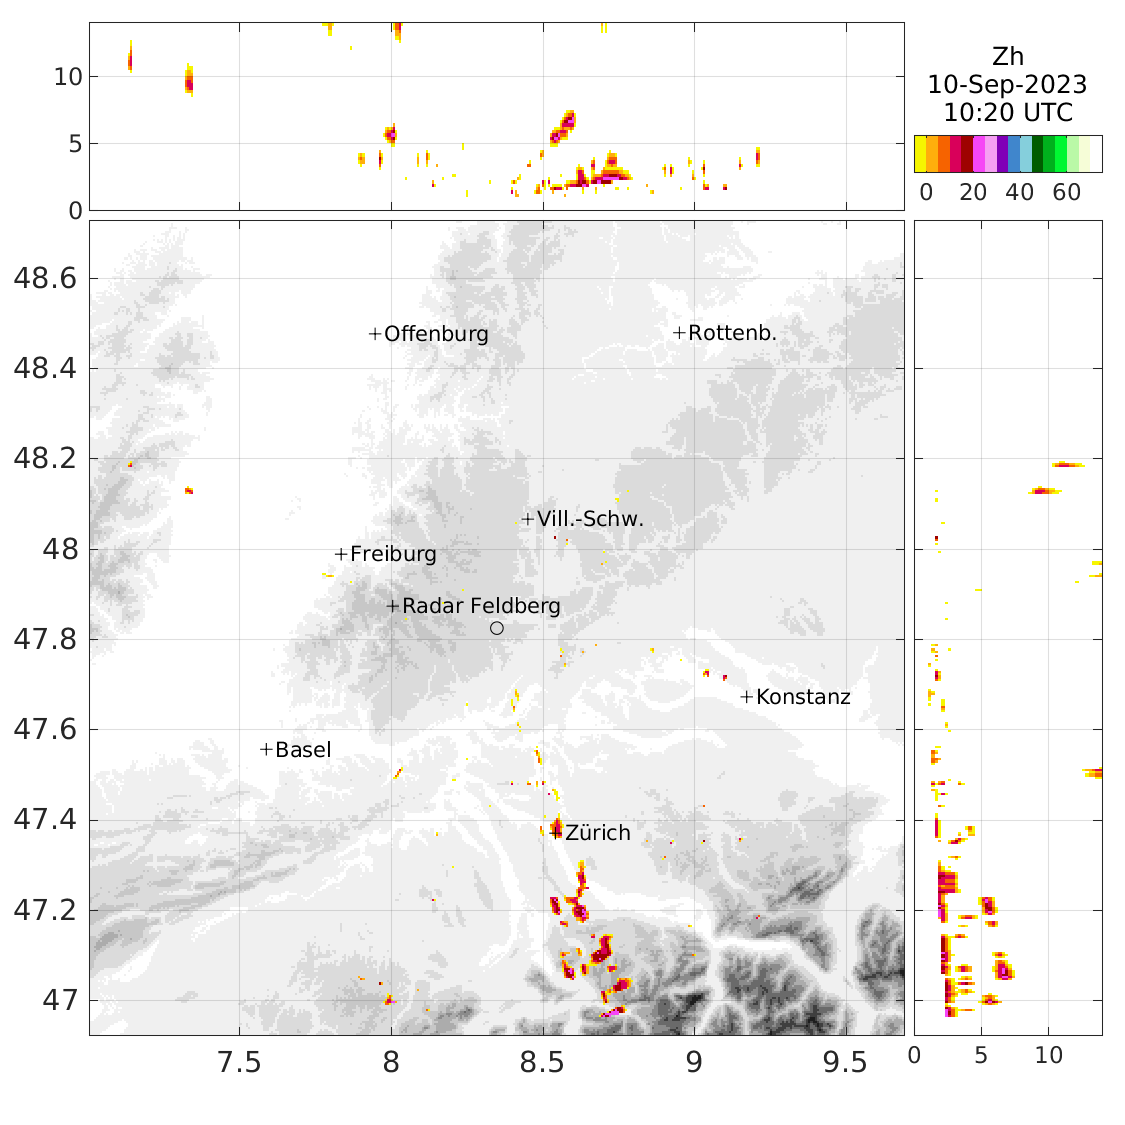 10
5
0
Zh
10-Sep-2023
10:20 UTC
0 20 40 60
48.6
48.4
48.2
48
47.8
47.6
47.4
47.2
47
Offenburg
Rottenb.
Vill.-Schw.
Freiburg
Radar Feldberg
Konstanz
Basel
Zürich
7.5 8 8.5 9 9.5
0 5 10